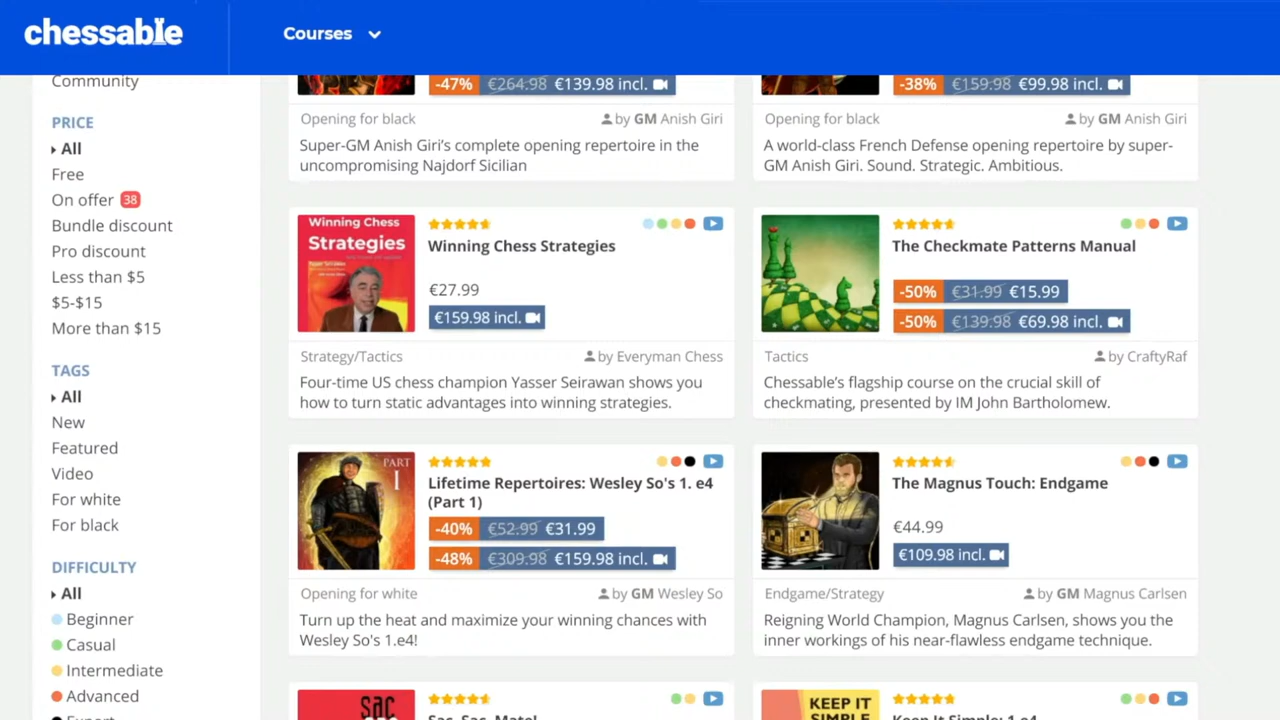 chessable
Courses
Community
PRICE
All
Free
On offer 38
Bundle discount
Pro discount
Less than $5
$5-$15
More than $15
TAGS
All
New
Featured
Video
For white
For black
DIFFICULTY
All
Beginner
Casual
Intermediate
Advanced
-47% €264.98 €139.98 incl.
Opening for black
by GM Anish Giri
Super-GM Anish Giri's complete opening repertoire in the
uncompromising Najdorf Sicilian
-38% €159.98 €99.98 incl.
Opening for black
by GM Anish Giri
A world-class French Defense opening repertoire by super-
GM Anish Giri. Sound. Strategic. Ambitious.
Winning Chess
Strategies
Winning Chess Strategies
€27.99
€159.98 incl.
Strategy/Tactics
by Everyman Chess
Four-time US chess champion Yasser Seirawan shows you
how to turn static advantages into winning strategies.
The Checkmate Patterns Manual
-50% €31.99 €15.99
-50% €139.98 €69.98 incl.
Tactics
by CraftyRaf
Chessable's flagship course on the crucial skill of
checkmating, presented by IM John Bartholomew.
PART
I
Lifetime Repertoires: Wesley So's 1. e4
(Part 1)
-40% €52.99 €31.99
-48% €309.98 €159.98 incl.
Opening for white
by GM Wesley So
Turn up the heat and maximize your winning chances with
Wesley So's 1.e4!
The Magnus Touch: Endgame
€44.99
€109.98 incl.
Endgame/Strategy
by GM Magnus Carlsen
Reigning World Champion, Magnus Carlsen, shows you the
inner workings of his near-flawless endgame technique.
sac
Sac, Sac, Mate!
KEEP IT
SIMPLE
Keep It Simple: 1.e4